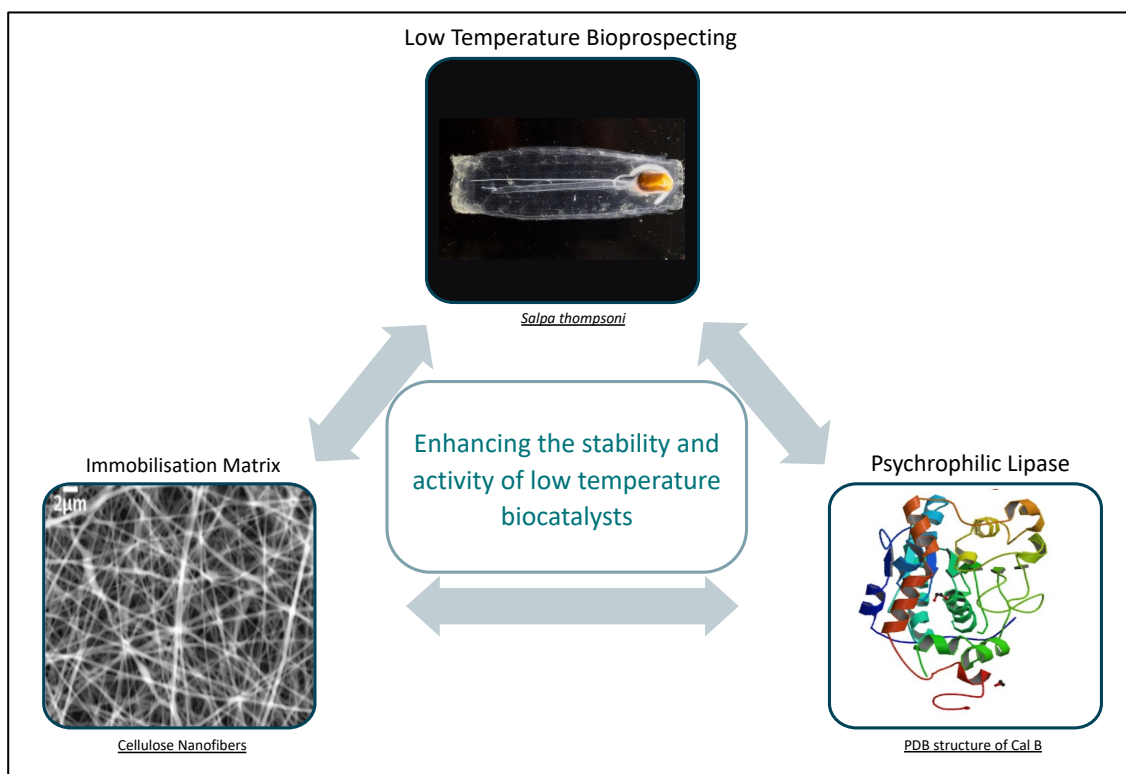 Low Temperature Bioprospecting
Salpa thompsoni
Enhancing the stability and
activity of low temperature
biocatalysts
Immobilisation Matrix
2μm
Cellulose Nanofibers
Psychrophilic Lipase
PDB structure of Cal B